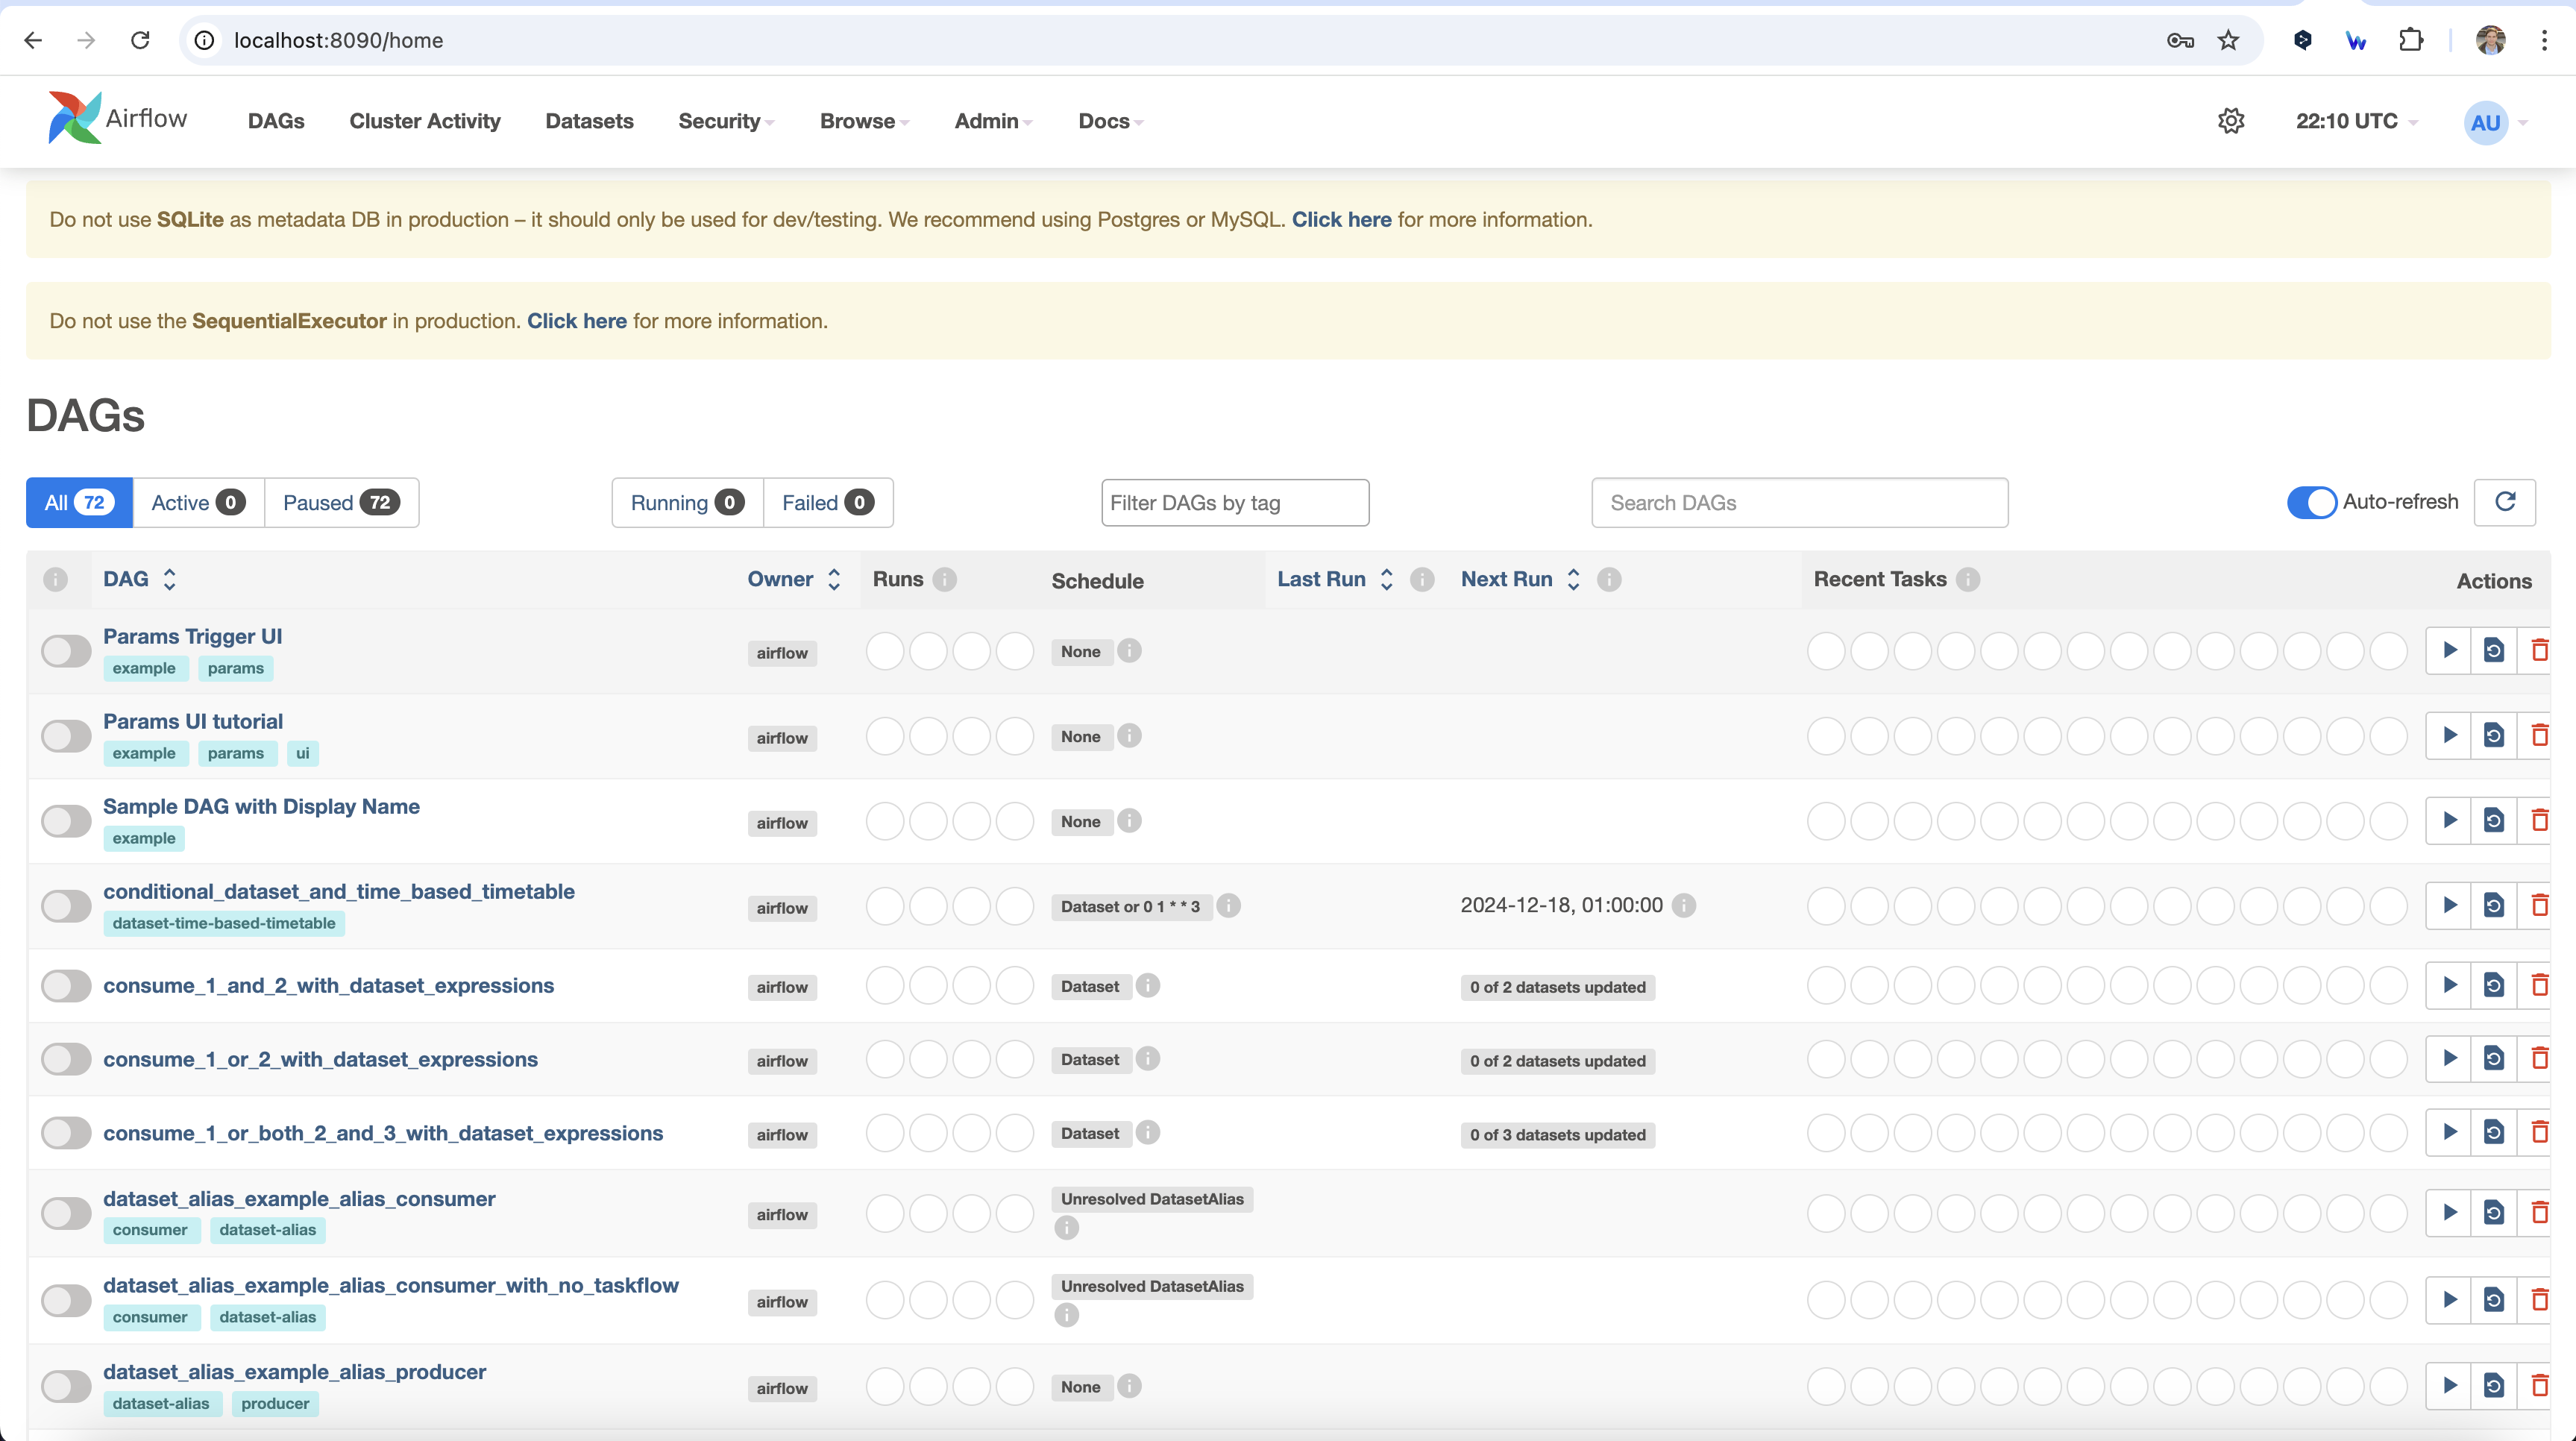 localhost:8090/home
Airflow DAGs Cluster Activity Datasets Security Browse Admin Docs 22:10 UTC AU
Do not use SQLite as metadata DB in production – it should only be used for dev/testing. We recommend using Postgres or MySQL. Click here for more information.
Do not use the SequentialExecutor in production. Click here for more information.
DAGs
All 72 Active 0 Paused 72 Running 0 Failed 0 Filter DAGs by tag Search DAGs Auto-refresh
DAG Owner Runs Schedule Last Run Next Run Recent Tasks Actions
Params Trigger UI
example params
airflow None
Params UI tutorial
example params ui
airflow None
Sample DAG with Display Name
example
airflow None
conditional_dataset_and_time_based_timetable
dataset-time-based-timetable
airflow Dataset or 0 1 * * 3 2024-12-18, 01:00:00
consume_1_and_2_with_dataset_expressions airflow Dataset 0 of 2 datasets updated
consume_1_or_2_with_dataset_expressions airflow Dataset 0 of 2 datasets updated
consume_1_or_both_2_and_3_with_dataset_expressions airflow Dataset 0 of 3 datasets updated
dataset_alias_example_alias_consumer
consumer dataset-alias
airflow Unresolved DatasetAlias
dataset_alias_example_alias_consumer_with_no_taskflow
consumer dataset-alias
airflow Unresolved DatasetAlias
dataset_alias_example_alias_producer
dataset-alias producer
airflow None